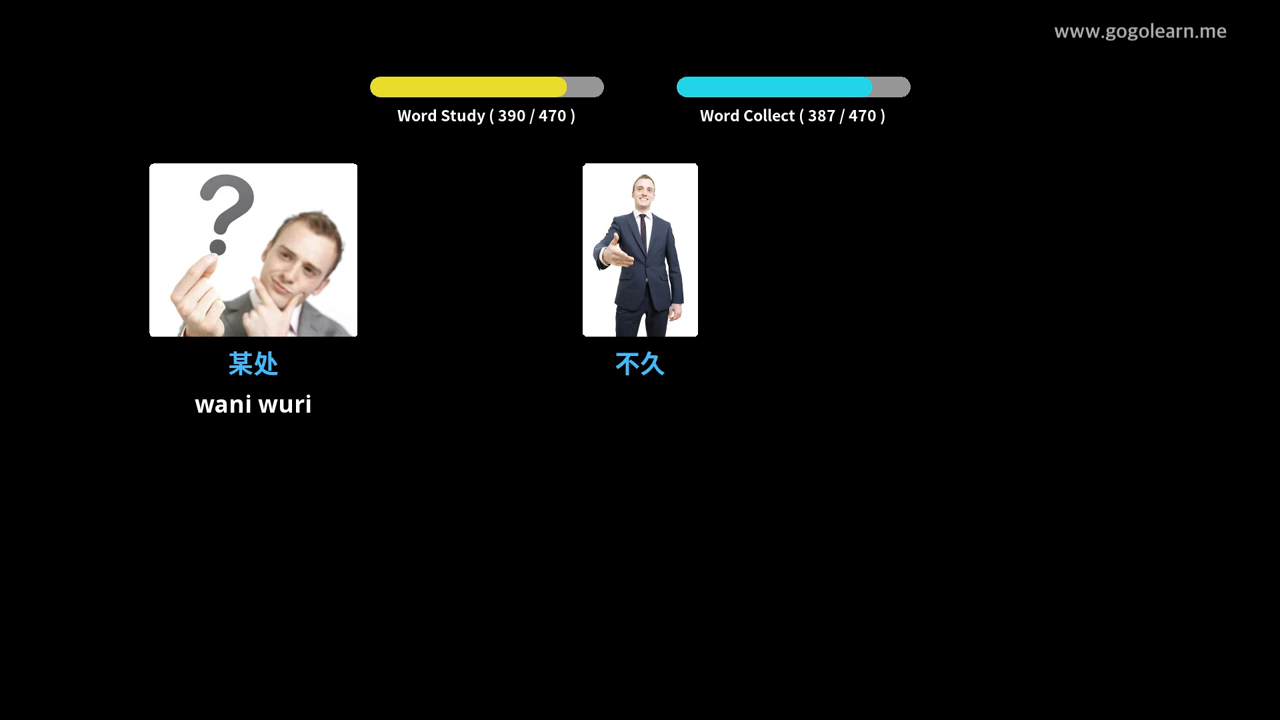 www.gogolearn.me
Word Study ( 390 / 470 )
Word Collect ( 387 / 470 )
某处
不久
wani wuri